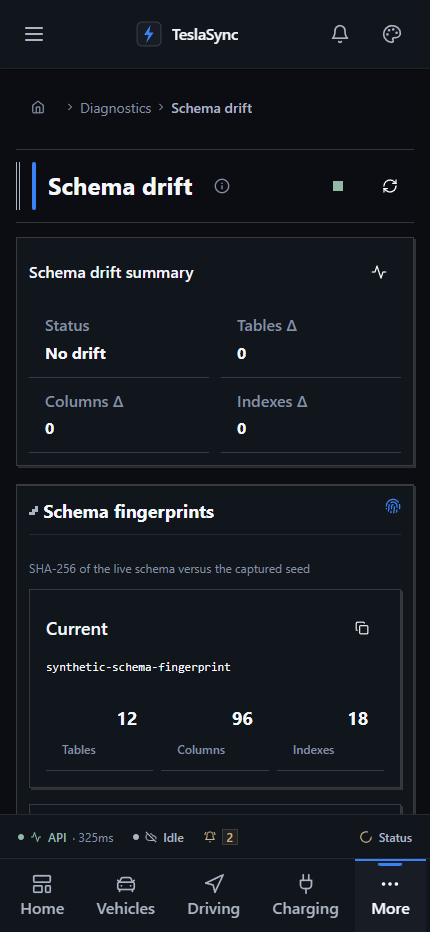 TeslaSync
Diagnostics > Schema drift
Schema drift
Schema drift summary
Status
No drift
Tables Δ
0
Columns Δ
0
Indexes Δ
0
Schema fingerprints
SHA-256 of the live schema versus the captured seed
Current
synthetic-schema-fingerprint
12 96 18
Tables Columns Indexes
API · 325ms Idle 2 Status
Home Vehicles Driving Charging More